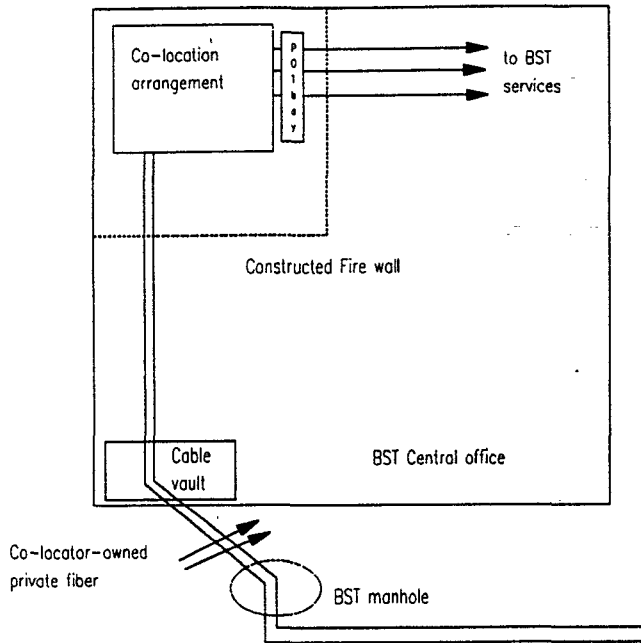 Co-location
arrangement
POTbay
to BST
services
Constructed Fire wall
Cable
vault
BST Central office
Co-locator-owned
private fiber
BST manhole